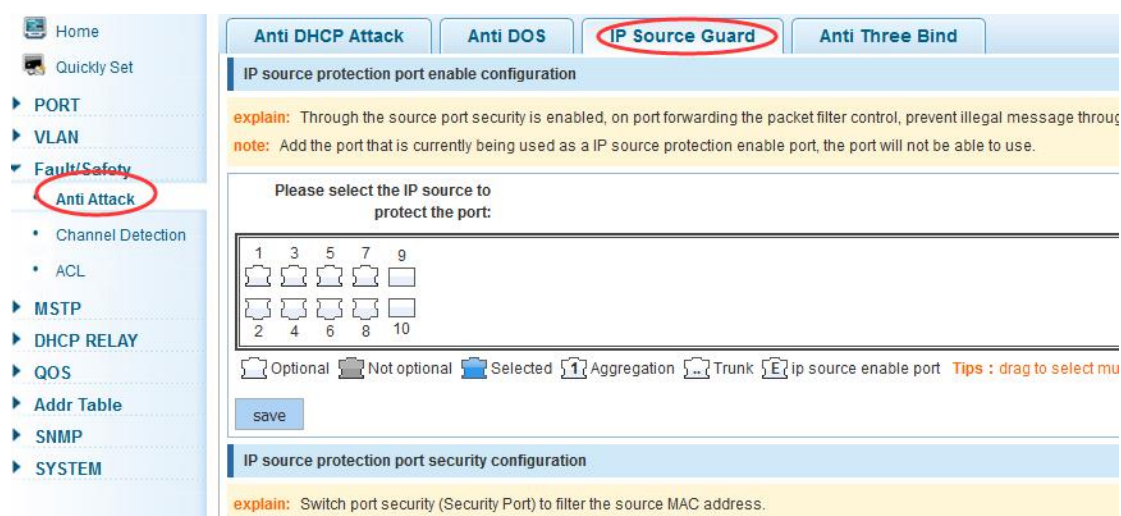 Home
Quickly Set
PORT
VLAN
Fault/Safety
Anti Attack
Channel Detection
ACL
MSTP
DHCP RELAY
QOS
Addr Table
SNMP
SYSTEM
Anti DHCP Attack Anti DOS IP Source Guard Anti Three Bind
IP source protection port enable configuration
explain: Through the source port security is enabled, on port forwarding the packet filter control, prevent illegal message throug
note: Add the port that is currently being used as a IP source protection enable port, the port will not be able to use.
Please select the IP source to
protect the port:
1 3 5 7 9
2 4 6 8 10
Optional Not optional Selected 1 Aggregation .. Trunk E ip source enable port Tips : drag to select mu
save
IP source protection port security configuration
explain: Switch port security (Security Port) to filter the source MAC address.